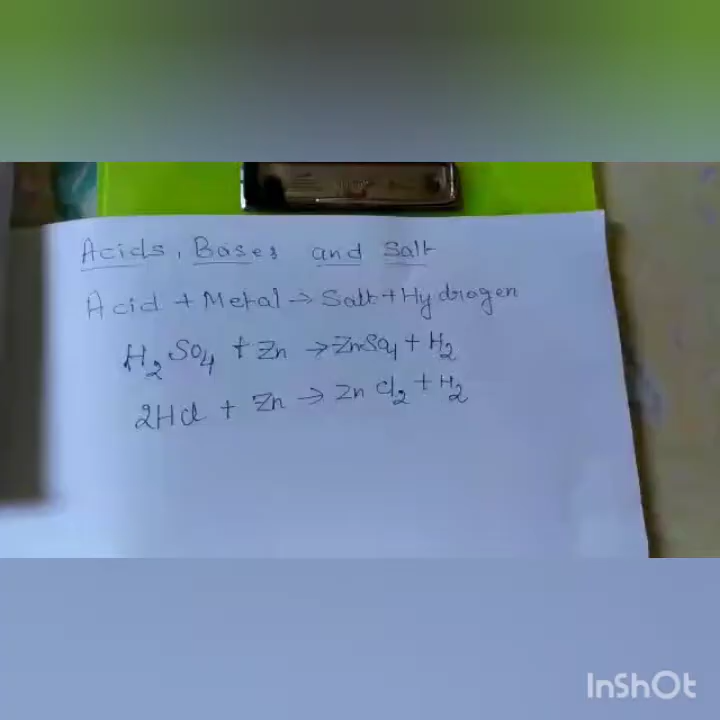 Acids, Bases and Salt
Acid + Metal → Salt + Hydrogen
H₂SO₄ + Zn → ZnSO₄ + H₂
2HCl + Zn → ZnCl₂ + H₂
InShOt